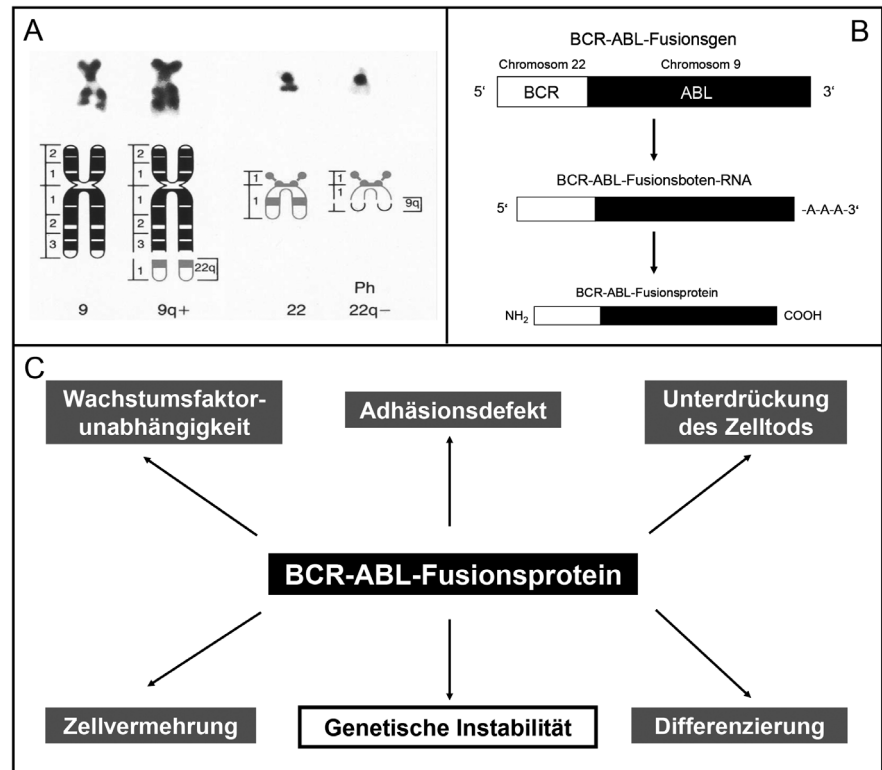 A
2
1
1
2
3
2
1
1
2
3
1
22q
1
1
1
1
9q
9
9q+
22
Ph
22q–
B
BCR-ABL-Fusionsgen
Chromosom 22
Chromosom 9
5‘
BCR
ABL
3‘
BCR-ABL-Fusionsboten-RNA
5‘
-A-A-A-3‘
BCR-ABL-Fusionsprotein
NH2
COOH
C
Wachstumsfaktor-
unabhängigkeit
Adhäsionsdefekt
Unterdrückung
des Zelltods
BCR-ABL-Fusionsprotein
Zellvermehrung
Genetische Instabilität
Differenzierung